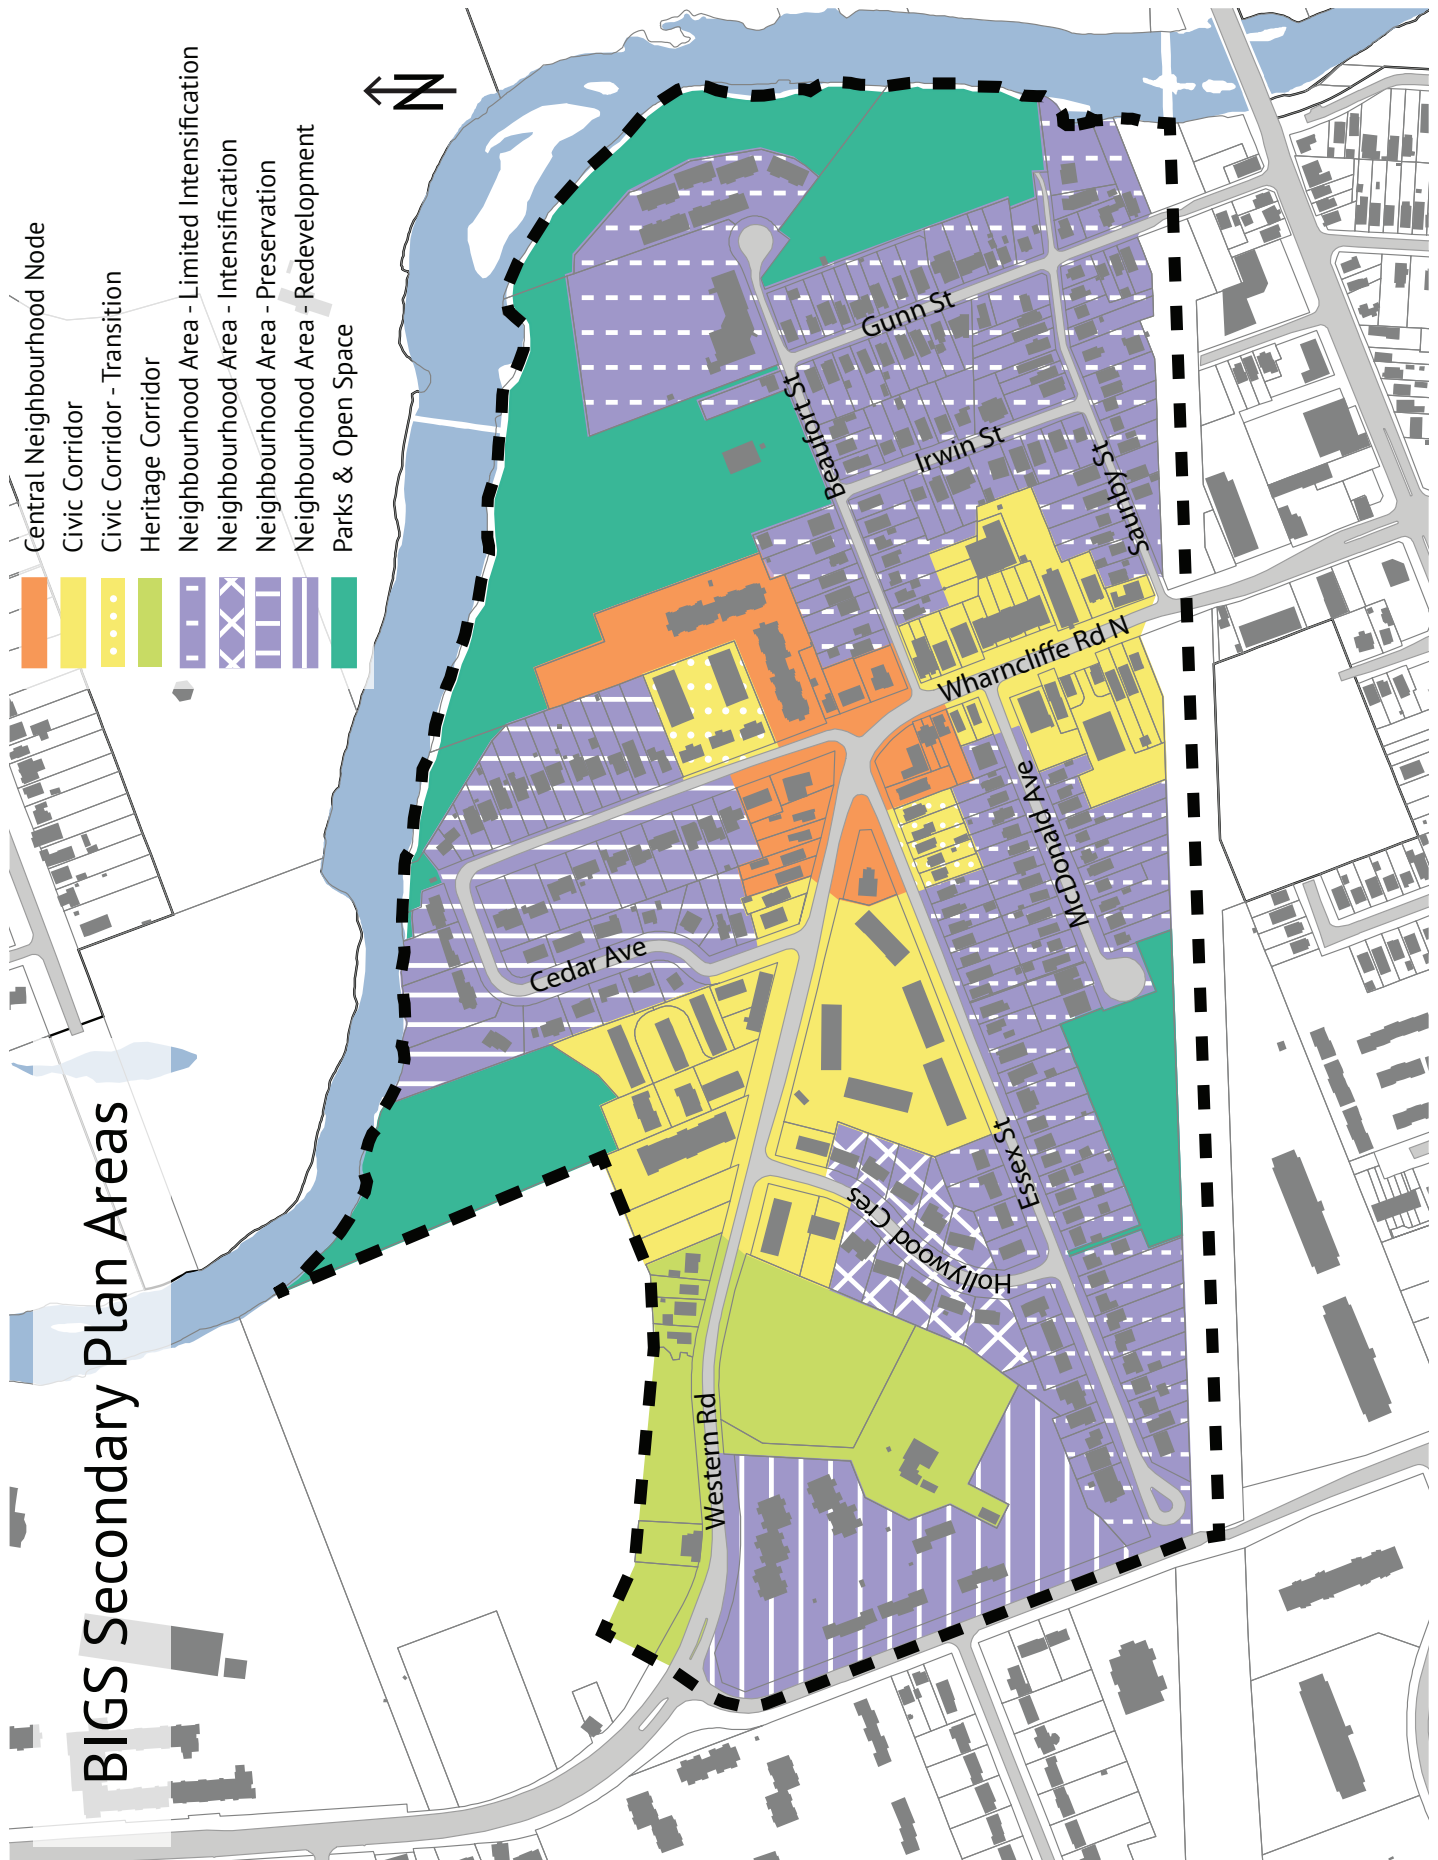 BIGS Secondary Plan Areas
Central Neighbourhood Node
Civic Corridor
Civic Corridor - Transition
Heritage Corridor
Neighbourhood Area - Limited Intensification
Neighbourhood Area - Intensification
Neighbourhood Area - Preservation
Neighbourhood Area - Redevelopment
Parks & Open Space
N
Western Rd
Cedar Ave
Hollywood Cres
Essex St
McDonald Ave
Wharncliffe Rd N
Beaufort St
Irwin St
Gunn St
Saunby St